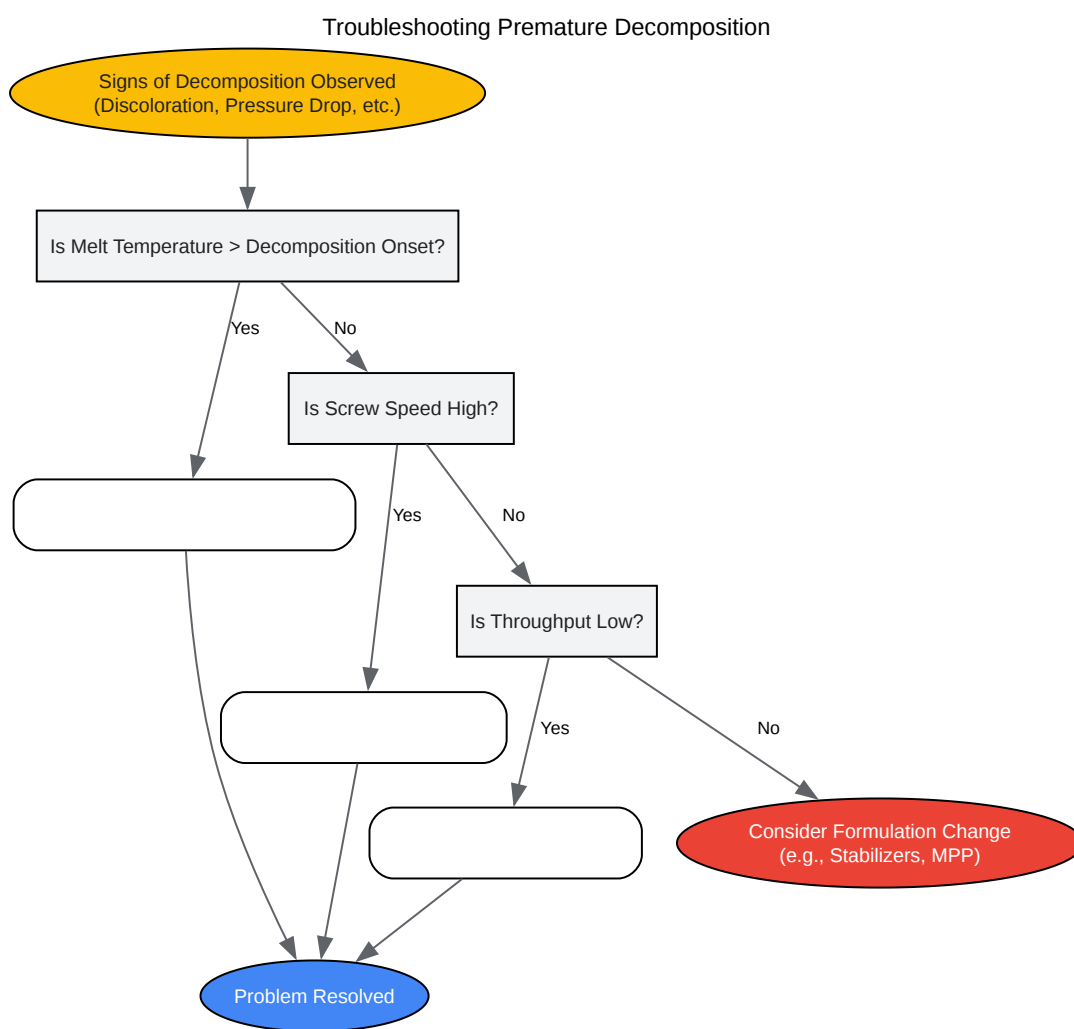 Troubleshooting Premature Decomposition
Signs of Decomposition Observed
(Discoloration, Pressure Drop, etc.)
Is Melt Temperature > Decomposition Onset?
Yes
No
Is Screw Speed High?
Yes
No
Is Throughput Low?
Yes
No
Consider Formulation Change
(e.g., Stabilizers, MPP)
Problem Resolved